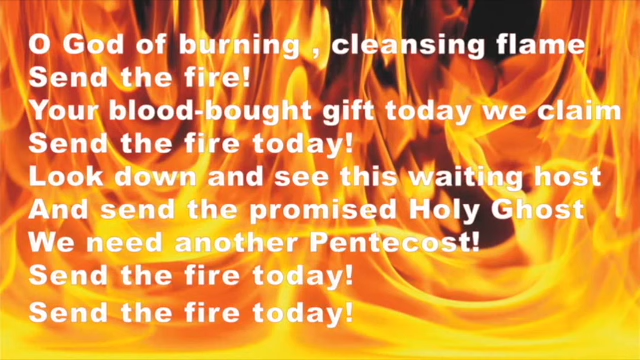 O God of burning , cleansing flame
Send the fire!
Your blood-bought gift today we claim
Send the fire today!
Look down and see this waiting host
And send the promised Holy Ghost
We need another Pentecost!
Send the fire today!
Send the fire today!